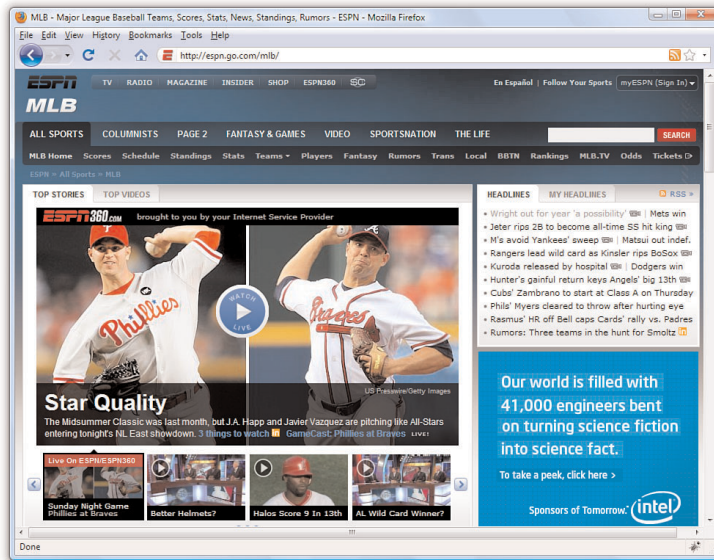 MLB - Major League Baseball Teams, Scores, Stats, News, Standings, Rumors - ESPN - Mozilla Firefox
File Edit View History Bookmarks Tools Help
http://espn.go.com/mlb/
ESPN TV RADIO MAGAZINE INSIDER SHOP ESPN360 SC En Español | Follow Your Sports myESPN (Sign In)
MLB
ALL SPORTS COLUMNISTS PAGE 2 FANTASY & GAMES VIDEO SPORTSNATION THE LIFE SEARCH
MLB Home Scores Schedule Standings Stats Teams Players Fantasy Rumors Trans Local BBTN Rankings MLB.TV Odds Tickets
ESPN » All Sports » MLB
TOP STORIES TOP VIDEOS
ESPN360.COM brought to you by your Internet Service Provider
Phillies
WATCH
LIVE
Braves
US Presswire/Getty Images
Star Quality
The Midsummer Classic was last month, but J.A. Happ and Javier Vazquez are pitching like All-Stars
entering tonight's NL East showdown. 3 things to watch in GameCast: Phillies at Braves LIVE!
Live On ESPN/ESPN360
Sunday Night Game
Phillies at Braves
Better Helmets?
Halos Score 9 In 13th
AL Wild Card Winner?
HEADLINES MY HEADLINES RSS »
• Wright out for year 'a possibility' | Mets win
• Jeter rips 2B to become all-time SS hit king
• M's avoid Yankees' sweep | Matsui out indef.
• Rangers lead wild card as Kinsler rips BoSox
• Kuroda released by hospital | Dodgers win
• Hunter's gainful return keys Angels' big 13th
• Cubs' Zambrano to start at Class A on Thursday
• Phils' Myers cleared to throw after hurting eye
• Rasmus' HR off Bell caps Cards' rally vs. Padres
• Rumors: Three teams in the hunt for Smoltz in
Our world is filled with
41,000 engineers bent
on turning science fiction
into science fact.
To take a peek, click here >
Sponsors of Tomorrow.™ intel
Done